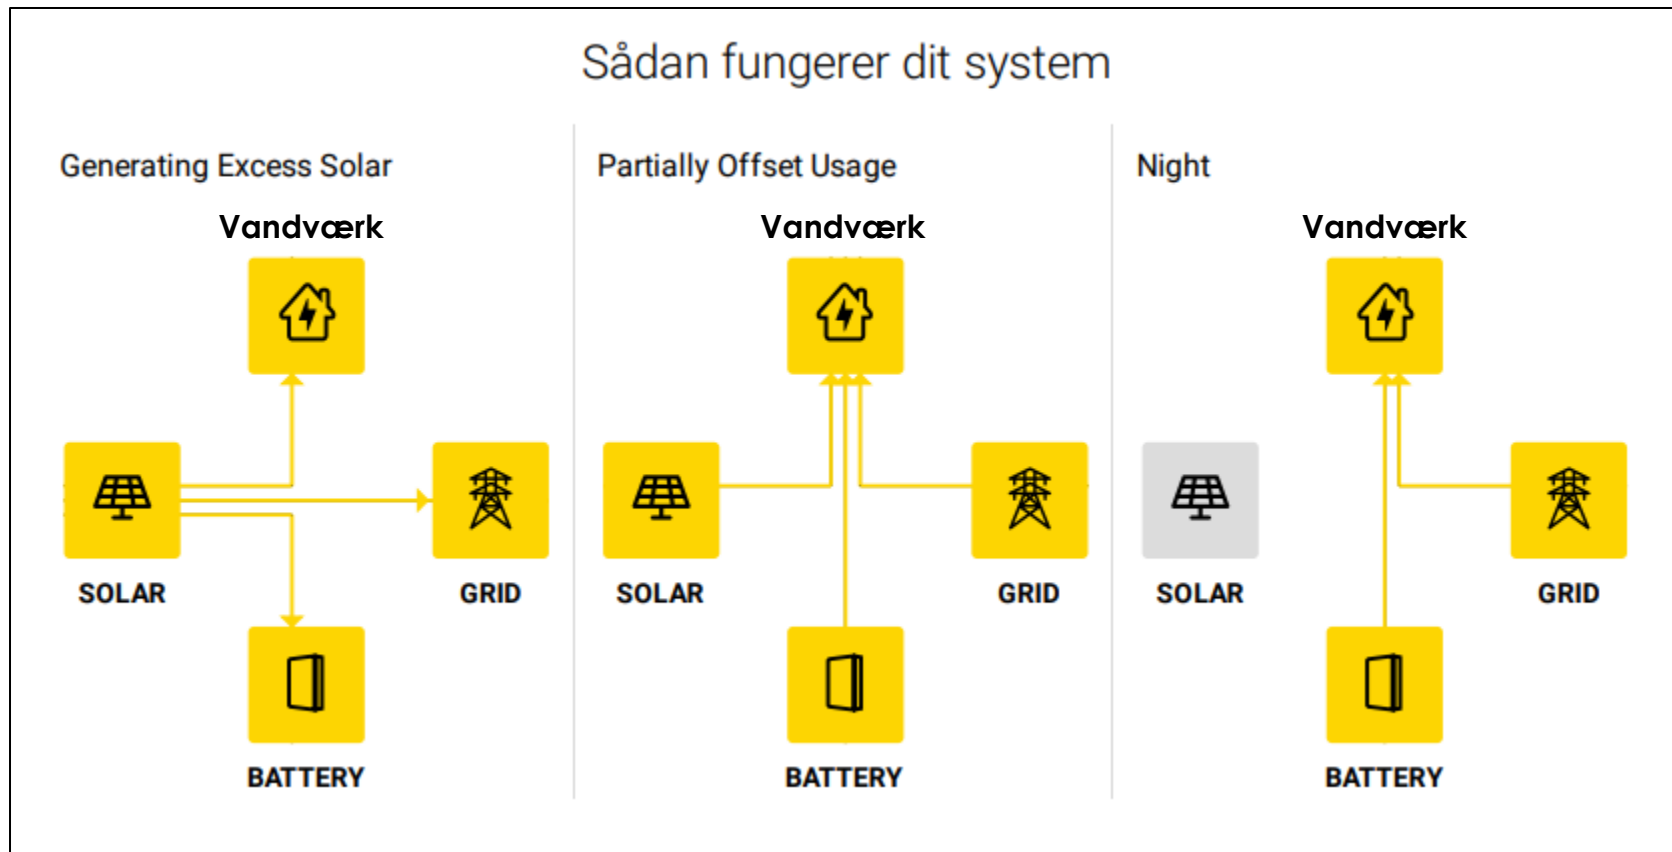 Sådan fungerer dit system
Generating Excess Solar
Vandværk
SOLAR
GRID
BATTERY
Partially Offset Usage
Vandværk
SOLAR
GRID
BATTERY
Night
Vandværk
SOLAR
GRID
BATTERY